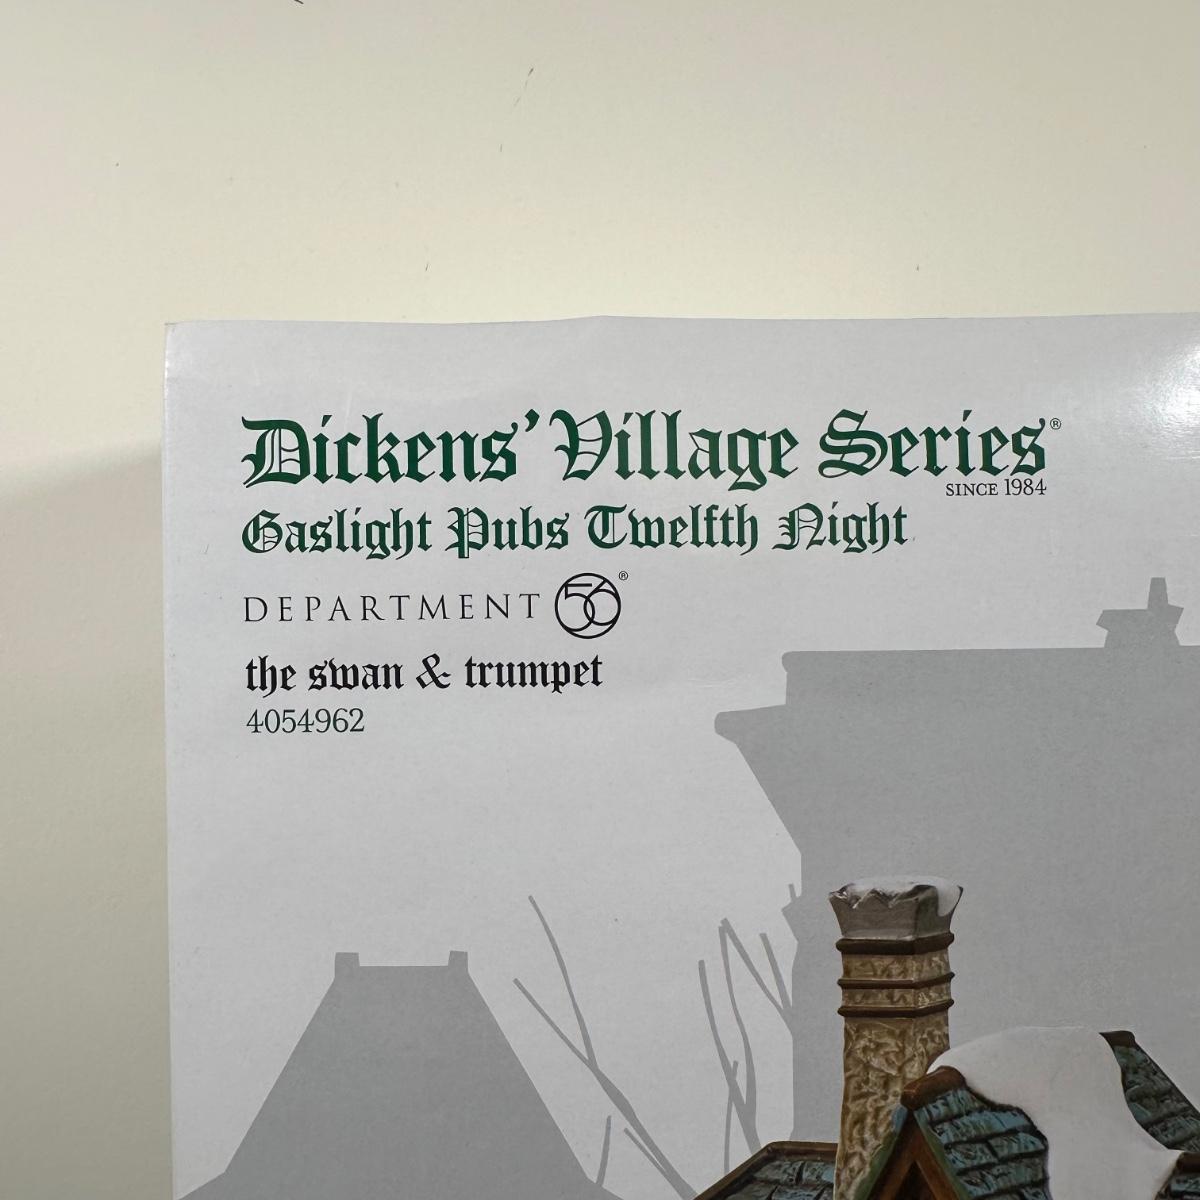 Dickens' Village Series®
SINCE 1984
Gaslight Pubs Twelfth Night
DEPARTMENT 56®
the swan & trumpet
4054962